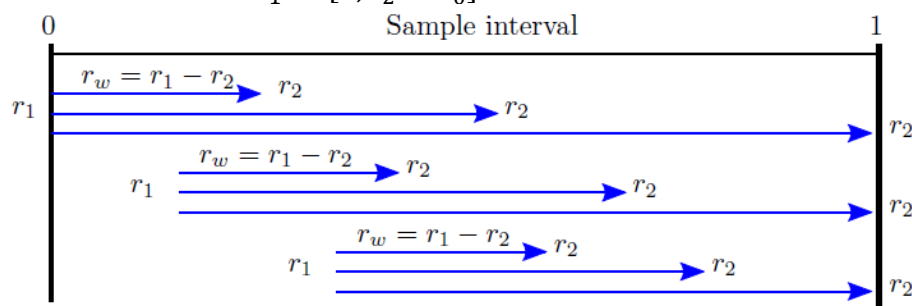 0 Sample interval 1
r_w = r_1 − r_2 r_2
r_1 r_2
r_2
r_w = r_1 − r_2 r_2
r_1 r_2
r_2
r_w = r_1 − r_2 r_2
r_1 r_2
r_2